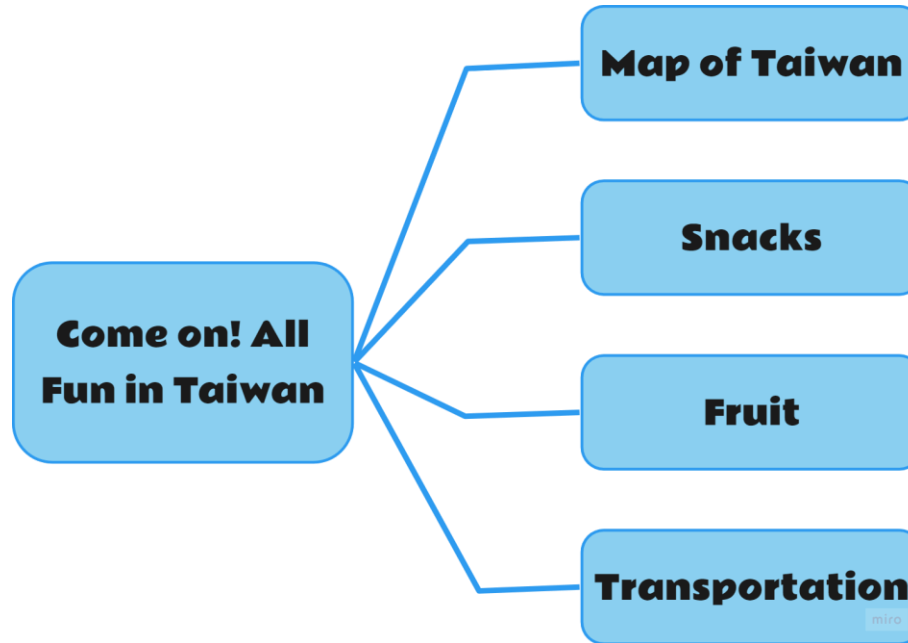 Map of Taiwan
Snacks
Come on! All
Fun in Taiwan
Fruit
Transportation
miro